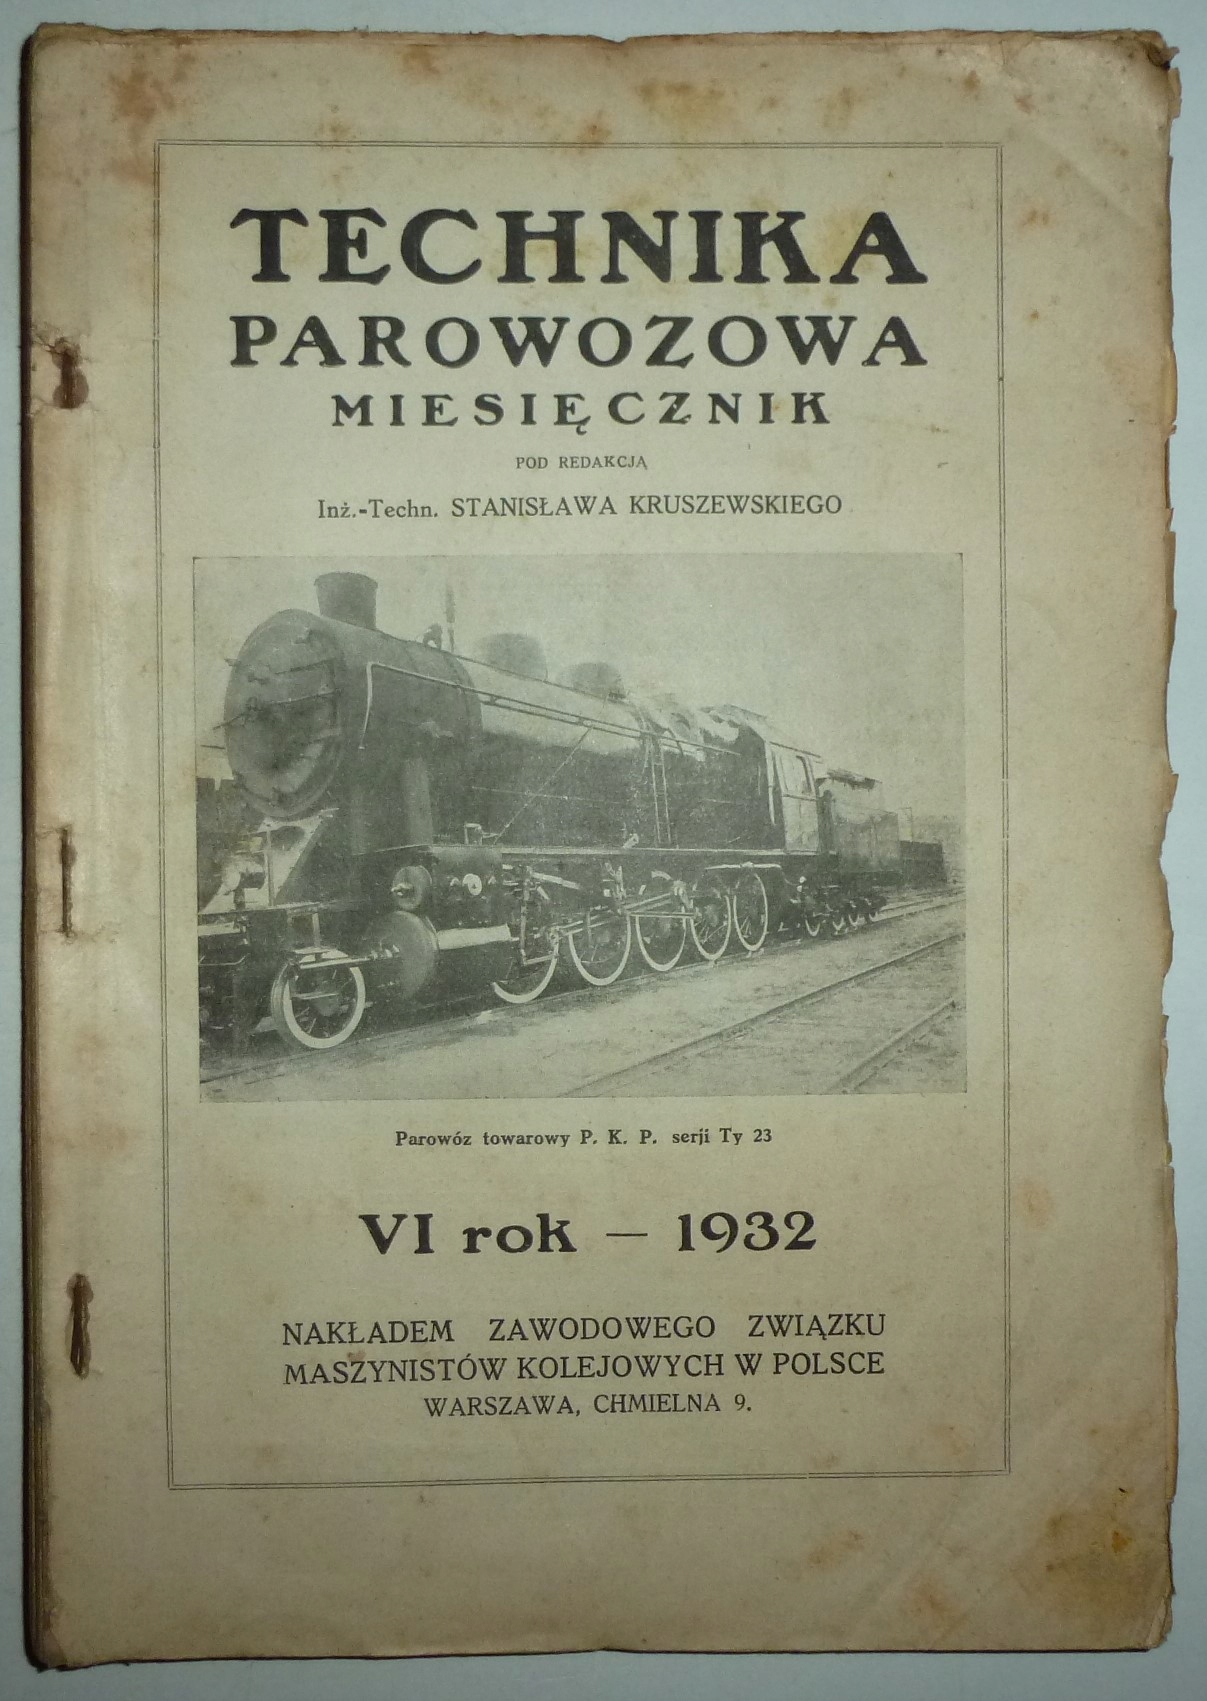 TECHNIKA
PAROWOZOWA
MIESIĘCZNIK
POD REDAKCJĄ
Inż.-Techn. STANISŁAWA KRUSZEWSKIEGO
Parowóz towarowy P. K. P. serji Ty 23
VI rok — 1932
NAKŁADEM ZAWODOWEGO ZWIĄZKU
MASZYNISTÓW KOLEJOWYCH W POLSCE
WARSZAWA, CHMIELNA 9.